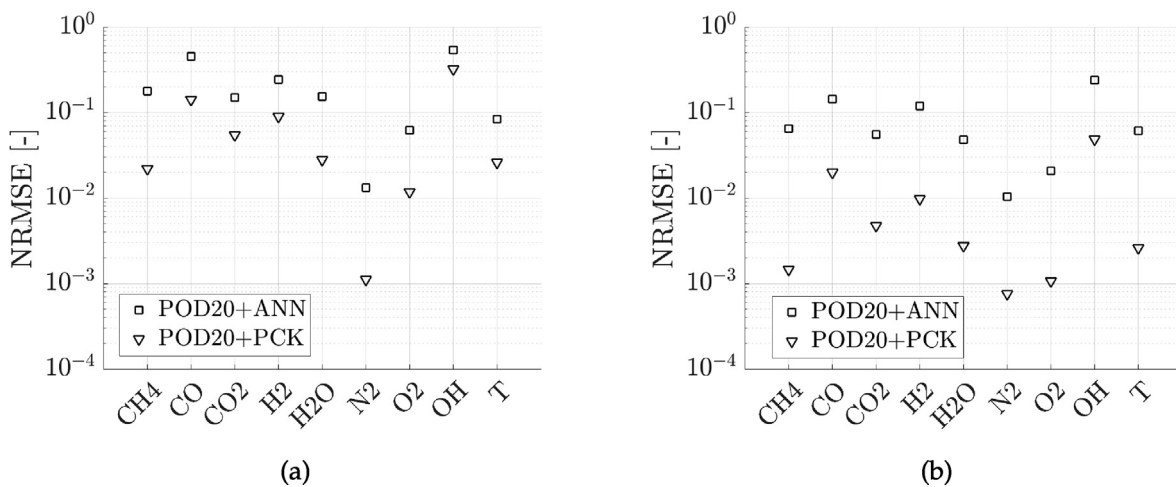 10^0
10^-1
10^-2
10^-3
10^-4
NRMSE [-]
POD20+ANN
POD20+PCK
CH4 CO CO2 H2 H2O N2 O2 OH T
(a)
10^0
10^-1
10^-2
10^-3
10^-4
NRMSE [-]
POD20+ANN
POD20+PCK
CH4 CO CO2 H2 H2O N2 O2 OH T
(b)